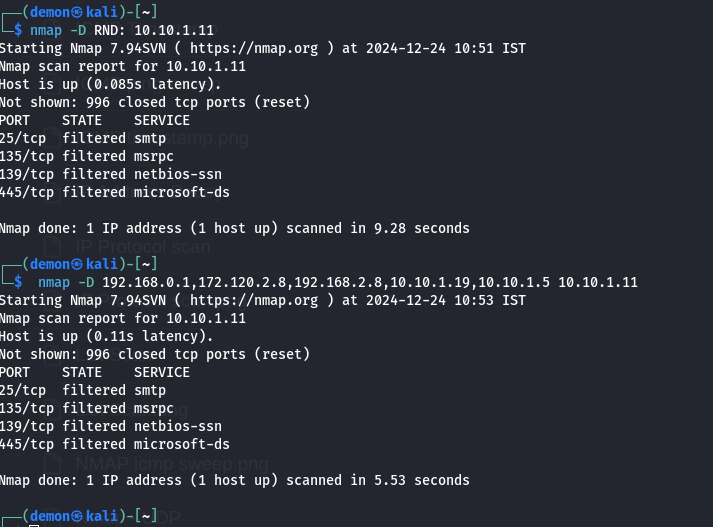 ┌──(demon㉿kali)-[~]
└─$ nmap -D RND: 10.10.1.11
Starting Nmap 7.94SVN ( https://nmap.org ) at 2024-12-24 10:51 IST
Nmap scan report for 10.10.1.11
Host is up (0.085s latency).
Not shown: 996 closed tcp ports (reset)
PORT    STATE    SERVICE
25/tcp  filtered smtp
135/tcp filtered msrpc
139/tcp filtered netbios-ssn
445/tcp filtered microsoft-ds
Nmap done: 1 IP address (1 host up) scanned in 9.28 seconds
IP Protocol scan
┌──(demon㉿kali)-[~]
└─$  nmap -D 192.168.0.1,172.120.2.8,192.168.2.8,10.10.1.19,10.10.1.5 10.10.1.11
Starting Nmap 7.94SVN ( https://nmap.org ) at 2024-12-24 10:53 IST
Nmap scan report for 10.10.1.11
Host is up (0.11s latency).
Not shown: 996 closed tcp ports (reset)
PORT    STATE    SERVICE
25/tcp  filtered smtp
135/tcp filtered msrpc
139/tcp filtered netbios-ssn
445/tcp filtered microsoft-ds
NMAP icmp sweep.png
Nmap done: 1 IP address (1 host up) scanned in 5.53 seconds
┌──(demon㉿kali)-[~]